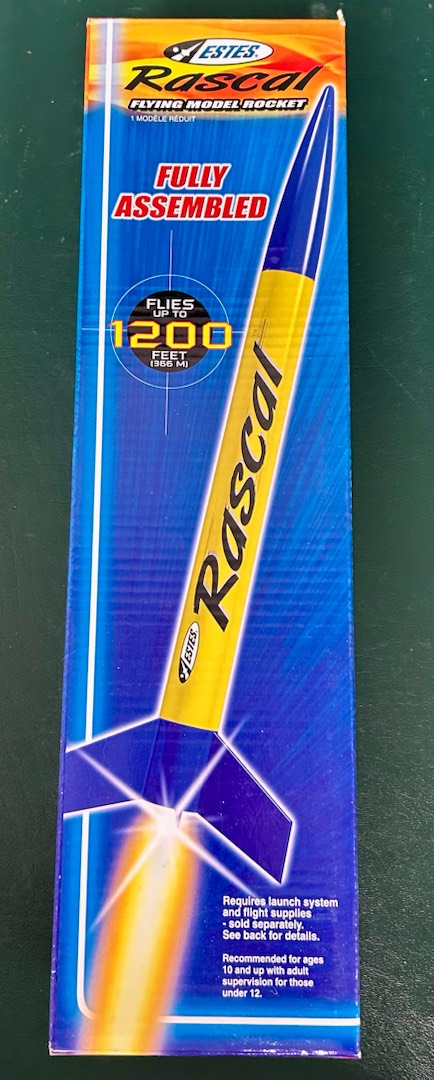 ESTES.
Rascal
FLYING MODEL ROCKET
1 MODÈLE RÉDUIT
FULLY
ASSEMBLED
FLIES
UP TO
1200
FEET
(366 M)
Rascal
ESTES.
Requires launch system
and flight supplies
- sold separately.
See back for details.
Recommended for ages
10 and up with adult
supervision for those
under 12.